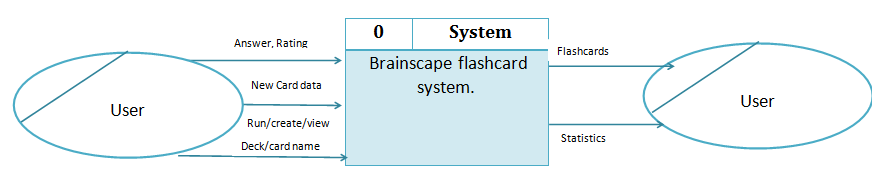 0 System
Answer, Rating
Flashcards
Brainscape flashcard
system.
New Card data
User
User
Run/create/view
Statistics
Deck/card name